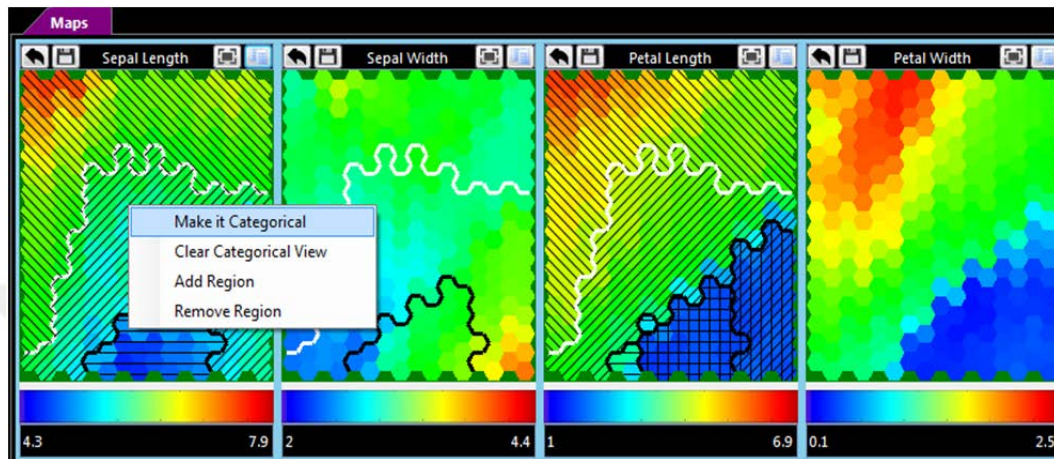 Maps
Sepal Length
Sepal Width
Petal Length
Petal Width
Make it Categorical
Clear Categorical View
Add Region
Remove Region
4.3 7.9
2 4.4
1 6.9
0.1 2.5